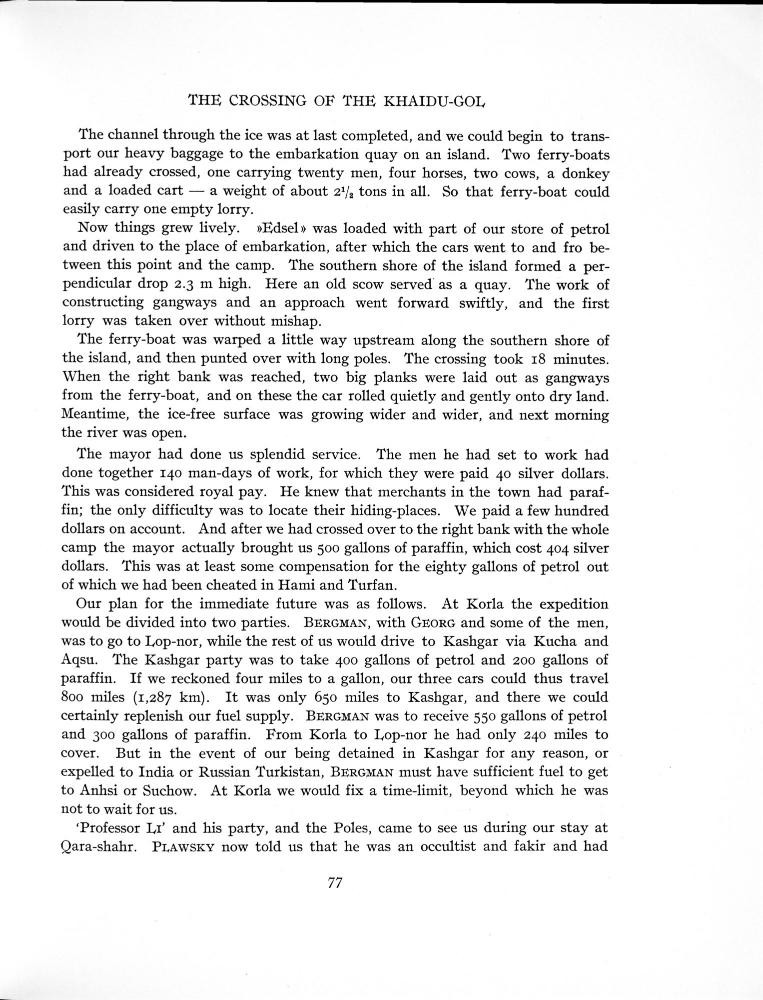 THE CROSSING OF THE KHAIDU-GOL
The channel through the ice was at last completed, and we could begin to trans-
port our heavy baggage to the embarkation quay on an island. Two ferry-boats
had already crossed, one carrying twenty men, four horses, two cows, a donkey
and a loaded cart — a weight of about 2¹/₂ tons in all. So that ferry-boat could
easily carry one empty lorry.
Now things grew lively. »Edsel» was loaded with part of our store of petrol
and driven to the place of embarkation, after which the cars went to and fro be-
tween this point and the camp. The southern shore of the island formed a per-
pendicular drop 2.3 m high. Here an old scow served as a quay. The work of
constructing gangways and an approach went forward swiftly, and the first
lorry was taken over without mishap.
The ferry-boat was warped a little way upstream along the southern shore of
the island, and then punted over with long poles. The crossing took 18 minutes.
When the right bank was reached, two big planks were laid out as gangways
from the ferry-boat, and on these the car rolled quietly and gently onto dry land.
Meantime, the ice-free surface was growing wider and wider, and next morning
the river was open.
The mayor had done us splendid service. The men he had set to work had
done together 140 man-days of work, for which they were paid 40 silver dollars.
This was considered royal pay. He knew that merchants in the town had paraf-
fin; the only difficulty was to locate their hiding-places. We paid a few hundred
dollars on account. And after we had crossed over to the right bank with the whole
camp the mayor actually brought us 500 gallons of paraffin, which cost 404 silver
dollars. This was at least some compensation for the eighty gallons of petrol out
of which we had been cheated in Hami and Turfan.
Our plan for the immediate future was as follows. At Korla the expedition
would be divided into two parties. BERGMAN, with GEORG and some of the men,
was to go to Lop-nor, while the rest of us would drive to Kashgar via Kucha and
Aqsu. The Kashgar party was to take 400 gallons of petrol and 200 gallons of
paraffin. If we reckoned four miles to a gallon, our three cars could thus travel
800 miles (1,287 km). It was only 650 miles to Kashgar, and there we could
certainly replenish our fuel supply. BERGMAN was to receive 550 gallons of petrol
and 300 gallons of paraffin. From Korla to Lop-nor he had only 240 miles to
cover. But in the event of our being detained in Kashgar for any reason, or
expelled to India or Russian Turkistan, BERGMAN must have sufficient fuel to get
to Anhsi or Suchow. At Korla we would fix a time-limit, beyond which he was
not to wait for us.
'Professor LI' and his party, and the Poles, came to see us during our stay at
Qara-shahr. PLAWSKY now told us that he was an occultist and fakir and had
77